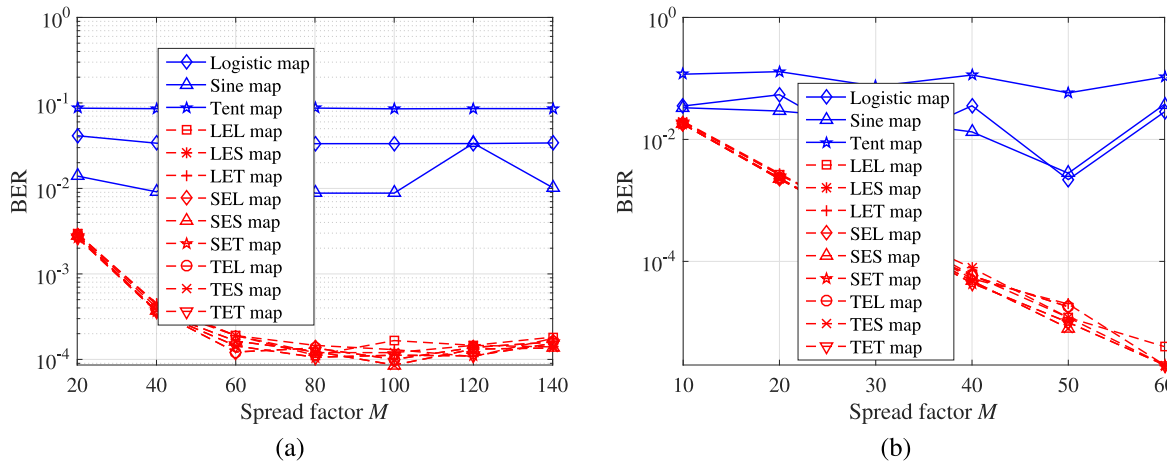 10^0
10^-1
10^-2
10^-3
10^-4
BER
20 40 60 80 100 120 140
Spread factor M
Logistic map
Sine map
Tent map
LEL map
LES map
LET map
SEL map
SES map
SET map
TEL map
TES map
TET map
(a)
10^0
10^-2
10^-4
BER
10 20 30 40 50 60
Spread factor M
Logistic map
Sine map
Tent map
LEL map
LES map
LET map
SEL map
SES map
SET map
TEL map
TES map
TET map
(b)